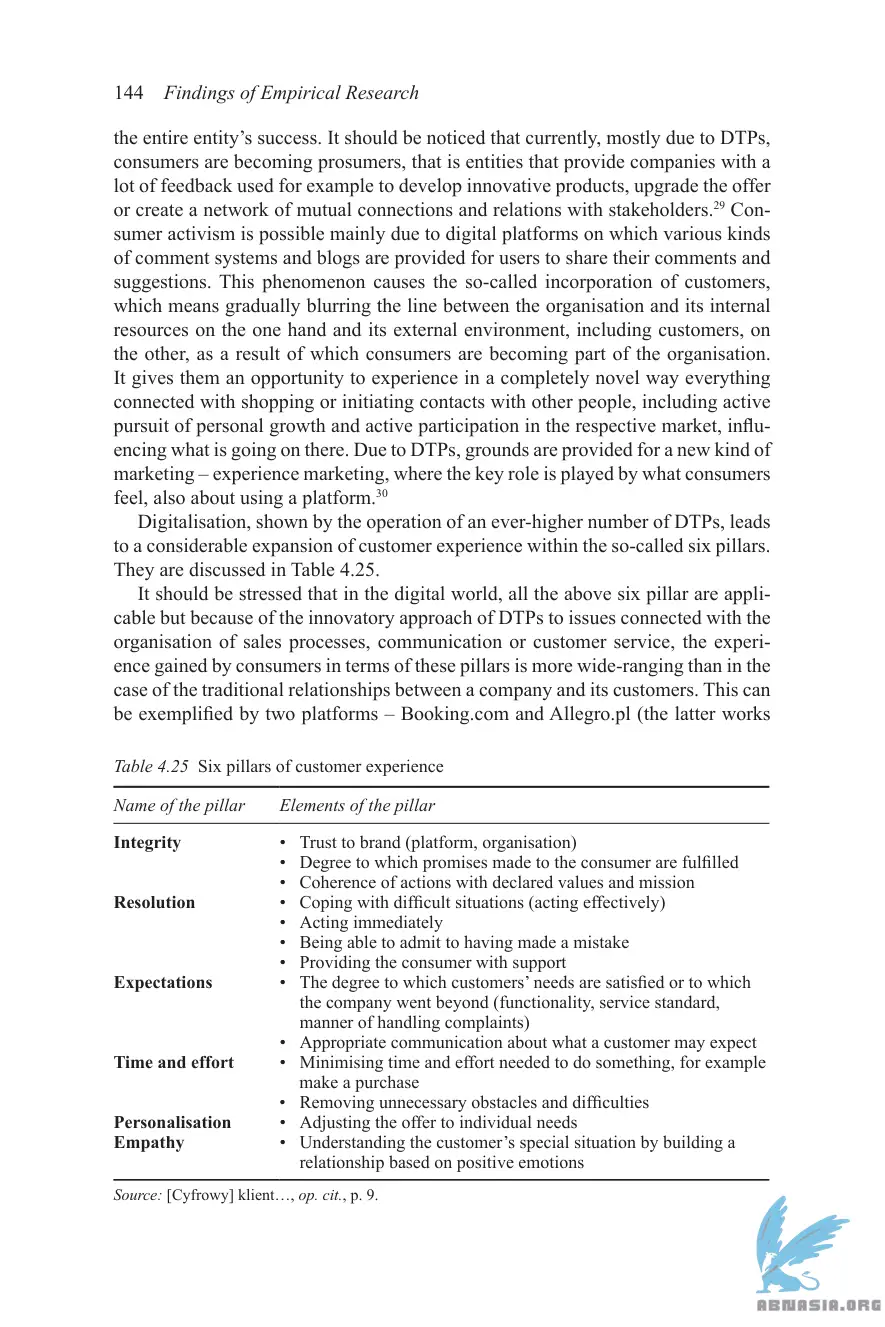 144 Findings of Empirical Research
the entire entity’s success. It should be noticed that currently, mostly due to DTPs,
consumers are becoming prosumers, that is entities that provide companies with a
lot of feedback used for example to develop innovative products, upgrade the offer
or create a network of mutual connections and relations with stakeholders.29 Con-
sumer activism is possible mainly due to digital platforms on which various kinds
of comment systems and blogs are provided for users to share their comments and
suggestions. This phenomenon causes the so-called incorporation of customers,
which means gradually blurring the line between the organisation and its internal
resources on the one hand and its external environment, including customers, on
the other, as a result of which consumers are becoming part of the organisation.
It gives them an opportunity to experience in a completely novel way everything
connected with shopping or initiating contacts with other people, including active
pursuit of personal growth and active participation in the respective market, influ-
encing what is going on there. Due to DTPs, grounds are provided for a new kind of
marketing – experience marketing, where the key role is played by what consumers
feel, also about using a platform.30
Digitalisation, shown by the operation of an ever-higher number of DTPs, leads
to a considerable expansion of customer experience within the so-called six pillars.
They are discussed in Table 4.25.
It should be stressed that in the digital world, all the above six pillar are appli-
cable but because of the innovatory approach of DTPs to issues connected with the
organisation of sales processes, communication or customer service, the experi-
ence gained by consumers in terms of these pillars is more wide-ranging than in the
case of the traditional relationships between a company and its customers. This can
be exemplified by two platforms – Booking.com and Allegro.pl (the latter works
Table 4.25 Six pillars of customer experience
Name of the pillar Elements of the pillar
Integrity • Trust to brand (platform, organisation)
• Degree to which promises made to the consumer are fulfilled
• Coherence of actions with declared values and mission
Resolution • Coping with difficult situations (acting effectively)
• Acting immediately
• Being able to admit to having made a mistake
• Providing the consumer with support
Expectations • The degree to which customers’ needs are satisfied or to which
the company went beyond (functionality, service standard,
manner of handling complaints)
• Appropriate communication about what a customer may expect
Time and effort • Minimising time and effort needed to do something, for example
make a purchase
• Removing unnecessary obstacles and difficulties
Personalisation • Adjusting the offer to individual needs
Empathy • Understanding the customer’s special situation by building a
relationship based on positive emotions
Source: [Cyfrowy] klient…, op. cit., p. 9.
ABNASIA.ORG